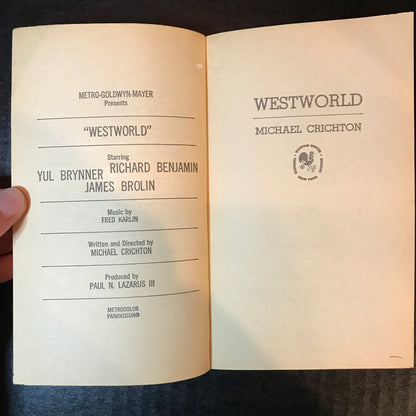 METRO-GOLDWYN-MAYER
Presents
"WESTWORLD"
Starring
YUL BRYNNER RICHARD BENJAMIN
JAMES BROLIN
Music by
FRED KARLIN
Written and Directed by
MICHAEL CRICHTON
Produced by
PAUL N. LAZARUS III
METROCOLOR
PANAVISION®
WESTWORLD
MICHAEL CRICHTON